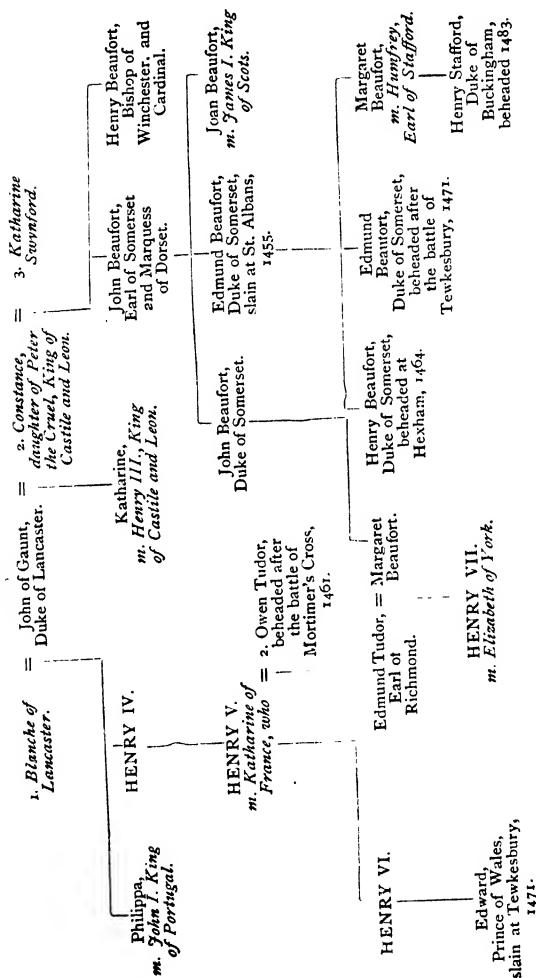 1. Blanche of
Lancaster.
=
John of Gaunt,
Duke of Lancaster.
=
2. Constance,
daughter of Peter
the Cruel, King of
Castile and Leon.
=
3. Katharine
Swynford.
Philippa,
m. John I. King
of Portugal.
HENRY IV.
Katharine,
m. Henry III., King
of Castile and Leon.
John Beaufort,
Earl of Somerset
and Marquess
of Dorset.
Henry Beaufort,
Bishop of
Winchester, and
Cardinal.
HENRY V.
m. Katharine of
France, who
=
2. Owen Tudor,
beheaded after
the battle of
Mortimer's Cross,
1461.
John Beaufort,
Duke of Somerset.
Edmund Beaufort,
Duke of Somerset,
slain at St. Albans,
1455.
Joan Beaufort,
m. James I. King
of Scots.
HENRY VI.
Edmund Tudor,
Earl of
Richmond.
=
Margaret
Beaufort.
Henry Beaufort,
Duke of Somerset,
beheaded at
Hexham, 1464.
Edmund
Beaufort,
Duke of Somerset,
beheaded after
the battle of
Tewkesbury, 1471.
Margaret
Beaufort,
m. Humfrey,
Earl of Stafford.
Edward,
Prince of Wales,
slain at Tewkesbury,
1471.
HENRY VII.
m. Elizabeth of York.
Henry Stafford,
Duke of
Buckingham,
beheaded 1483.